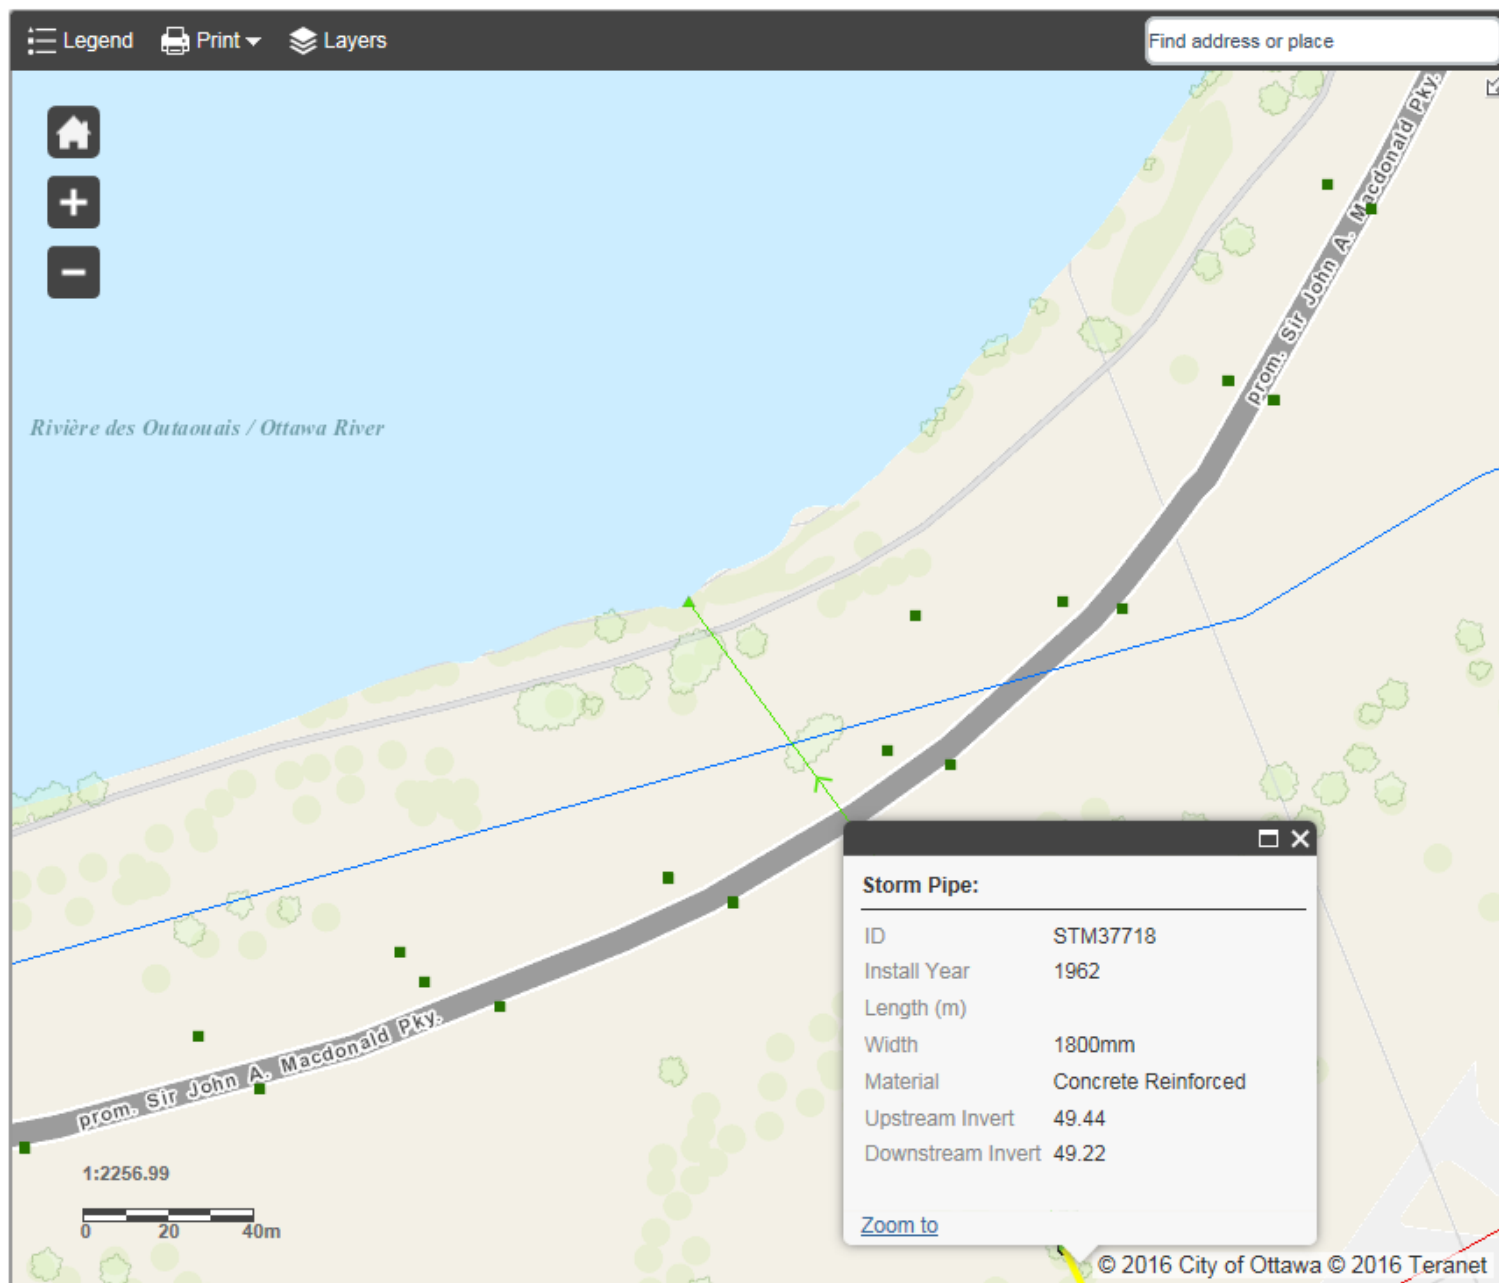 Legend Print Layers Find address or place
prom. Sir John A. Macdonald Pky.
Rivière des Outaouais / Ottawa River
Storm Pipe:
ID STM37718
Install Year 1962
Length (m)
Width 1800mm
Material Concrete Reinforced
Upstream Invert 49.44
Downstream Invert 49.22
Zoom to
prom. Sir John A. Macdonald Pky.
1:2256.99
0 20 40m
© 2016 City of Ottawa © 2016 Teranet